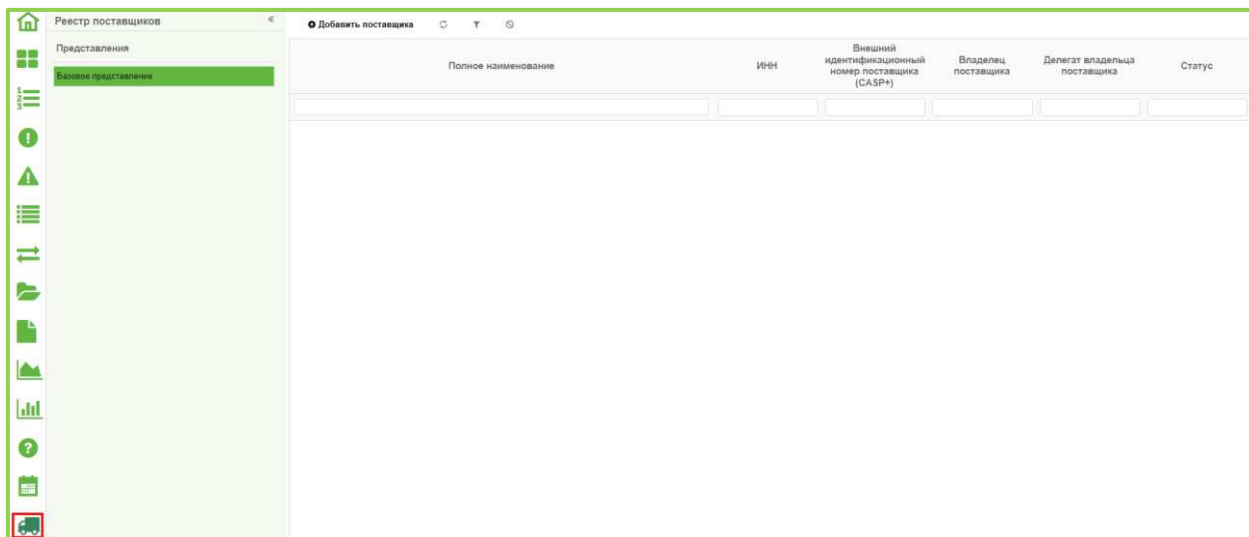 Реестр поставщиков
«
Добавить поставщика
Представления
Базовое представление
Полное наименование
ИНН
Внешний
идентификационный
номер поставщика
(CASP+)
Владелец
поставщика
Делегат владельца
поставщика
Статус